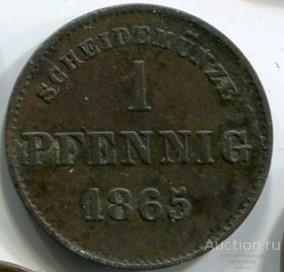 SCHEIDEMÜNZE
1
PFENNIG
1865
Auction.ru